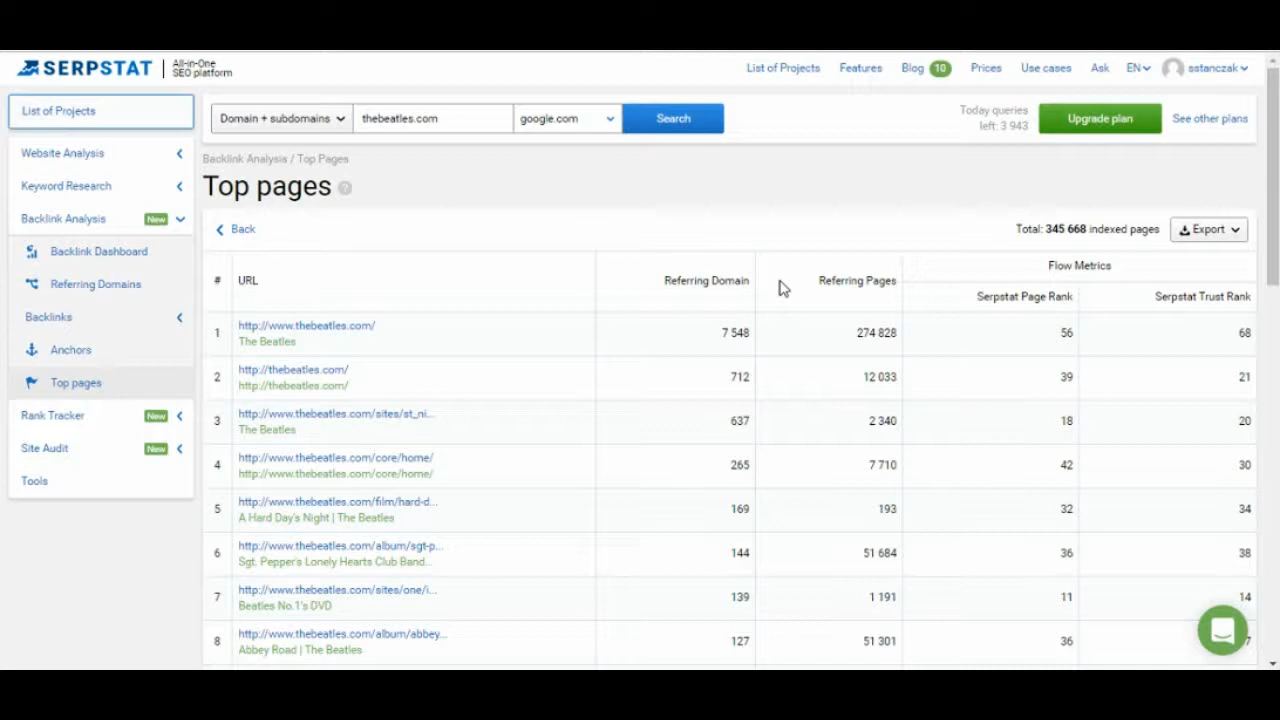 SERPSTAT
All-in-One
SEO platform
List of Projects
Features
Blog 10
Prices
Use cases
Ask
EN
sstanczak
List of Projects
Website Analysis
Keyword Research
Backlink Analysis New
Backlink Dashboard
Referring Domains
Backlinks
Anchors
Top pages
Rank Tracker New
Site Audit New
Tools
Domain + subdomains
thebeatles.com
google.com
Search
Today queries
left: 3 943
Upgrade plan
See other plans
Backlink Analysis / Top Pages
Top pages ?
Back
Total: 345 668 indexed pages
Export
# URL Referring Domain Referring Pages Flow Metrics
Serpstat Page Rank Serpstat Trust Rank
1 http://www.thebeatles.com/ 7 548 274 828 56 68
The Beatles
2 http://thebeatles.com/ 712 12 033 39 21
http://thebeatles.com/
3 http://www.thebeatles.com/sites/st_ni... 637 2 340 18 20
The Beatles
4 http://www.thebeatles.com/core/home/ 265 7 710 42 30
http://www.thebeatles.com/core/home/
5 http://www.thebeatles.com/film/hard-d... 169 193 32 34
A Hard Day's Night | The Beatles
6 http://www.thebeatles.com/album/sgt-p... 144 51 684 36 38
Sgt. Pepper's Lonely Hearts Club Band...
7 http://www.thebeatles.com/sites/one/i... 139 1 191 11 14
Beatles No.1's DVD
8 http://www.thebeatles.com/album/abbey... 127 51 301 36
Abbey Road | The Beatles